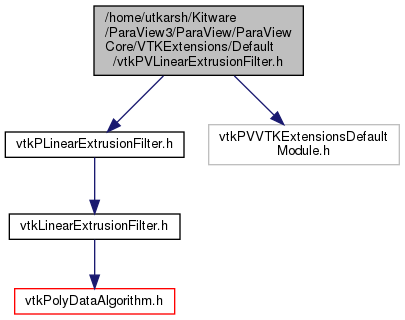 /home/utkarsh/Kitware
/ParaView3/ParaView/ParaView
Core/VTKExtensions/Default
/vtkPVLinearExtrusionFilter.h
vtkPLinearExtrusionFilter.h
vtkPVVTKExtensionsDefault
Module.h
vtkLinearExtrusionFilter.h
vtkPolyDataAlgorithm.h